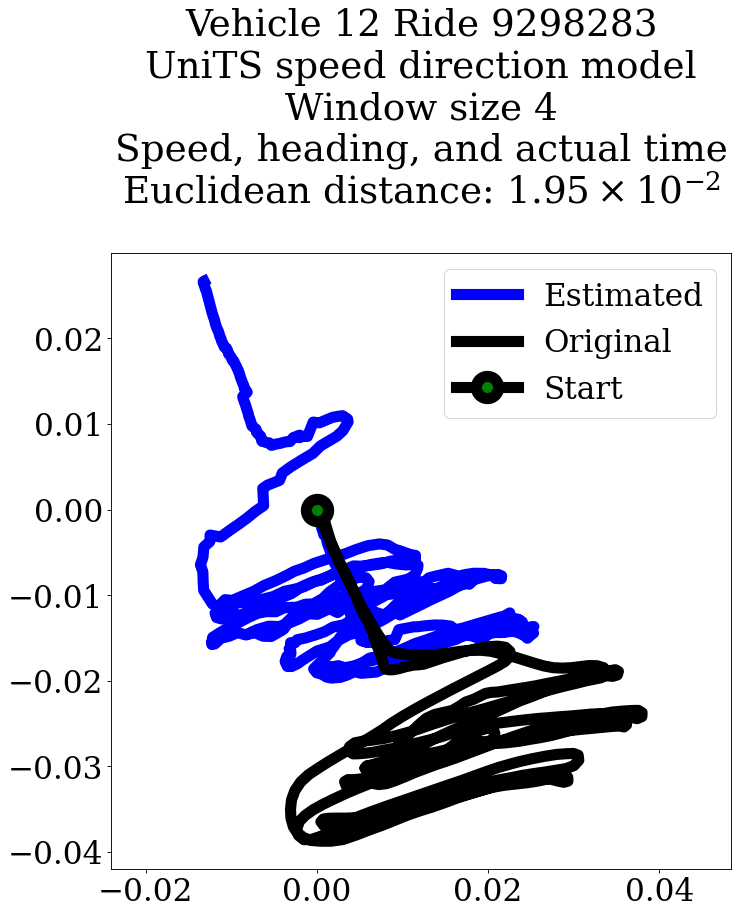 Vehicle 12 Ride 9298283
UniTS speed direction model
Window size 4
Speed, heading, and actual time
Euclidean distance: 1.95 × 10⁻²
Estimated
Original
Start
0.02
0.01
0.00
−0.01
−0.02
−0.03
−0.04
−0.02 0.00 0.02 0.04